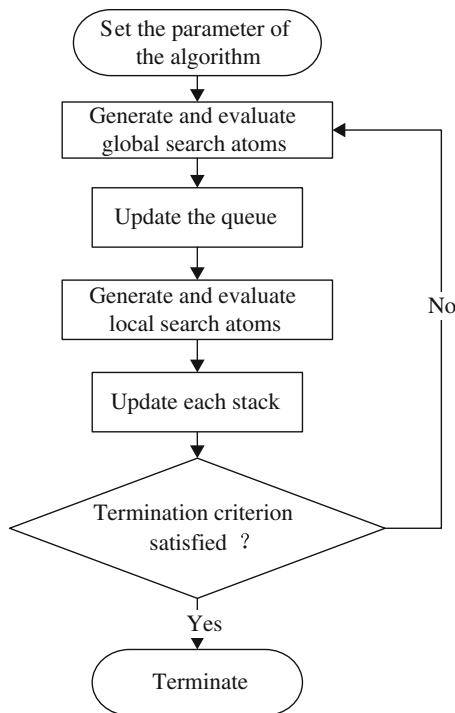 Set the parameter of
the algorithm
Generate and evaluate
global search atoms
Update the queue
Generate and evaluate
local search atoms
No
Update each stack
Termination criterion
satisfied ？
Yes
Terminate